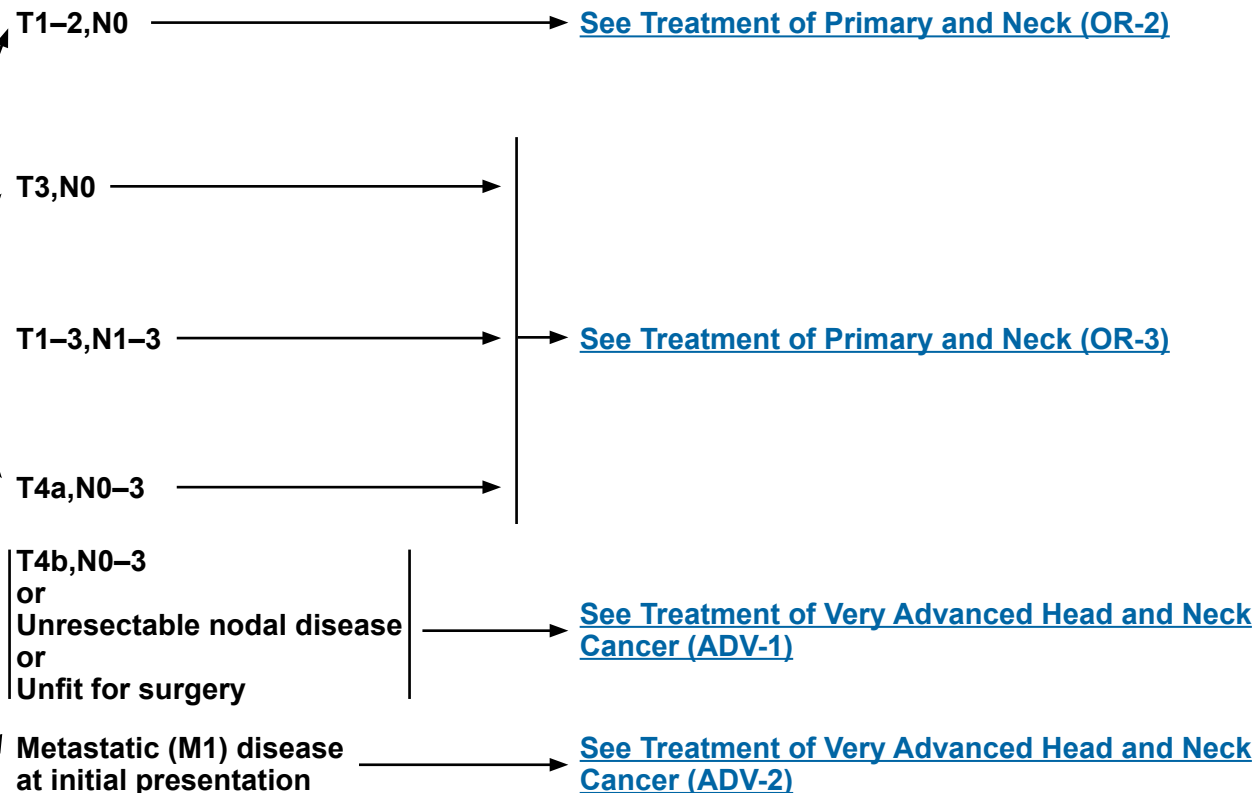 T1–2,N0
See Treatment of Primary and Neck (OR-2)
T3,N0
T1–3,N1–3
See Treatment of Primary and Neck (OR-3)
T4a,N0–3
T4b,N0–3
or
Unresectable nodal disease
or
Unfit for surgery
See Treatment of Very Advanced Head and Neck
Cancer (ADV-1)
Metastatic (M1) disease
at initial presentation
See Treatment of Very Advanced Head and Neck
Cancer (ADV-2)